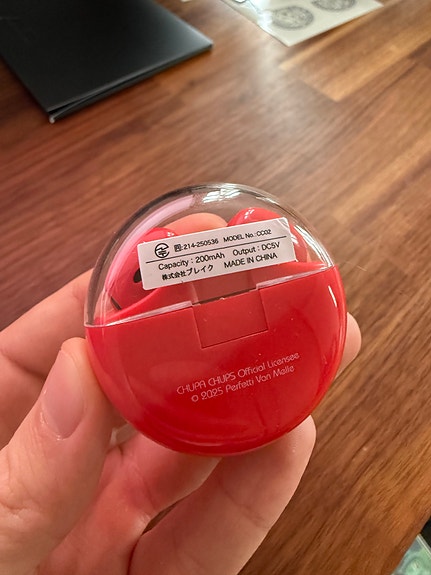 ㊃:214-250536 MODEL No.:CC02
Capacity : 200mAh Output : DC5V
株式会社ブレイク MADE IN CHINA
CHUPA CHUPS Official Licensee
© 2025 Perfetti Van Melle